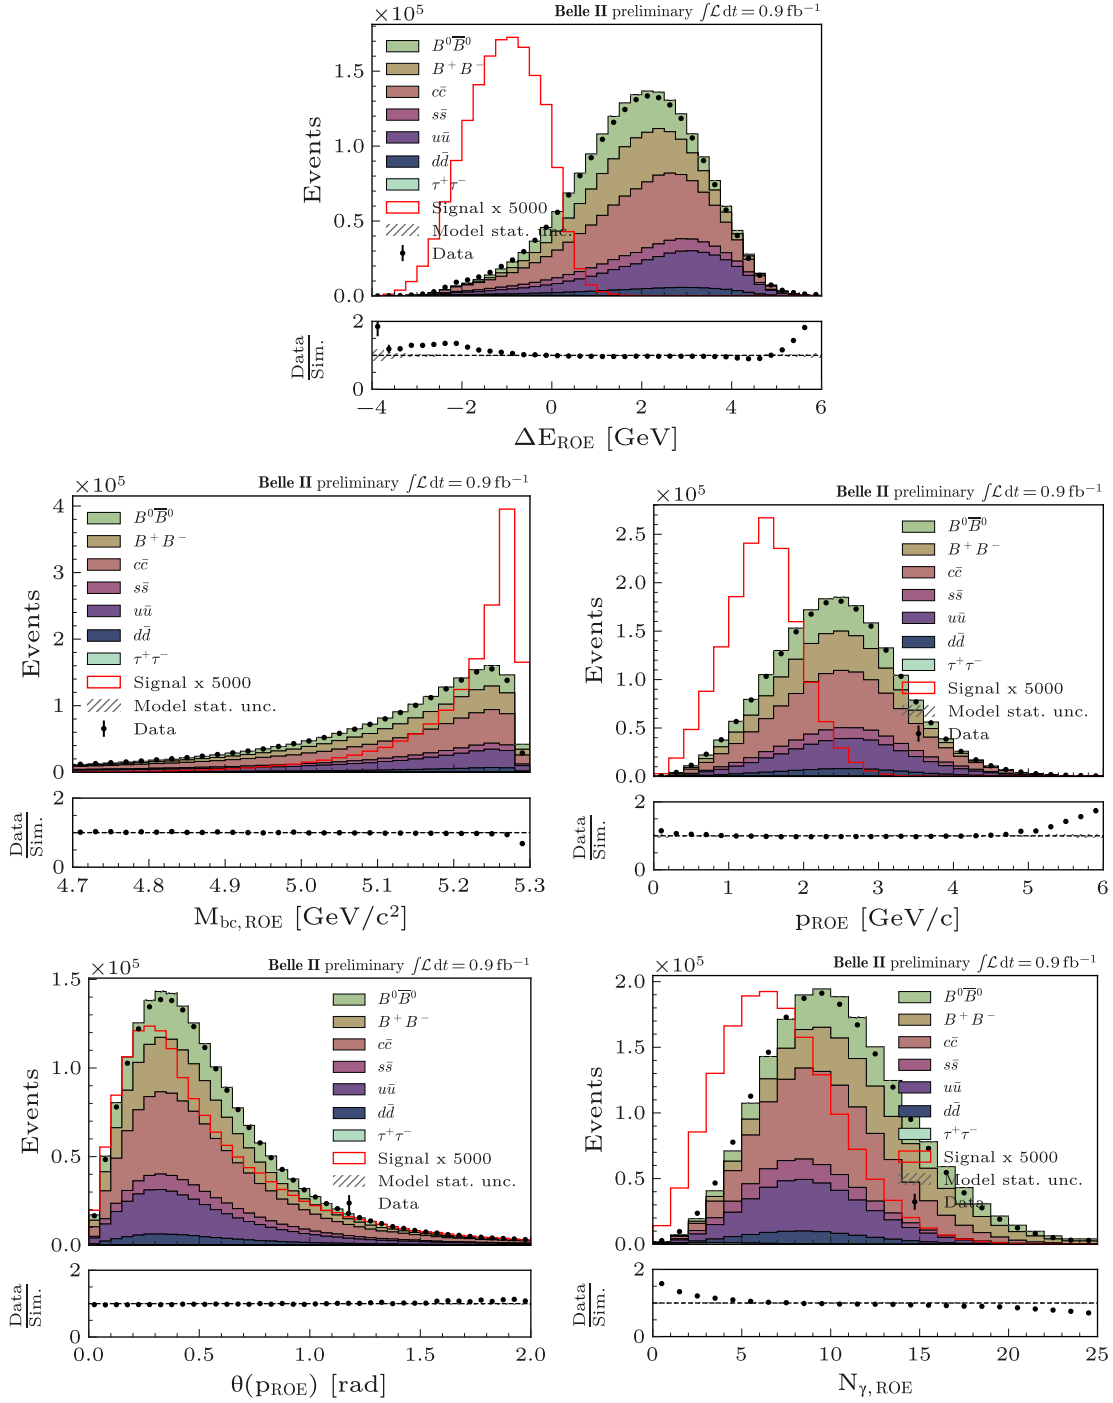 ×10⁵
Belle II preliminary ∫ℒ dt = 0.9 fb⁻¹
B⁰B̅⁰
B⁺B⁻
cc̄
ss̄
uū
dd̄
τ⁺τ⁻
Signal x 5000
Model stat. unc.
Data
Events
1.5
1.0
0.5
0.0
Data
Sim.
2
1
0
−4 −2 0 2 4 6
ΔE_ROE [GeV]
×10⁵
Belle II preliminary ∫ℒ dt = 0.9 fb⁻¹
B⁰B̅⁰
B⁺B⁻
cc̄
ss̄
uū
dd̄
τ⁺τ⁻
Signal x 5000
Model stat. unc.
Data
Events
4
3
2
1
0
Data
Sim.
2
1
0
4.7 4.8 4.9 5.0 5.1 5.2 5.3
M_bc,ROE [GeV/c²]
×10⁵
Belle II preliminary ∫ℒ dt = 0.9 fb⁻¹
B⁰B̅⁰
B⁺B⁻
cc̄
ss̄
uū
dd̄
τ⁺τ⁻
Signal x 5000
Model stat. unc.
Data
Events
2.5
2.0
1.5
1.0
0.5
0.0
Data
Sim.
2
1
0
0 1 2 3 4 5 6
p_ROE [GeV/c]
×10⁵
Belle II preliminary ∫ℒ dt = 0.9 fb⁻¹
B⁰B̅⁰
B⁺B⁻
cc̄
ss̄
uū
dd̄
τ⁺τ⁻
Signal x 5000
Model stat. unc.
Data
Events
1.5
1.0
0.5
0.0
Data
Sim.
2
1
0
0.0 0.5 1.0 1.5 2.0
θ(p_ROE) [rad]
×10⁵
Belle II preliminary ∫ℒ dt = 0.9 fb⁻¹
B⁰B̅⁰
B⁺B⁻
cc̄
ss̄
uū
dd̄
τ⁺τ⁻
Signal x 5000
Model stat. unc.
Data
Events
2.0
1.5
1.0
0.5
0.0
Data
Sim.
2
1
0
0 5 10 15 20 25
N_γ,ROE